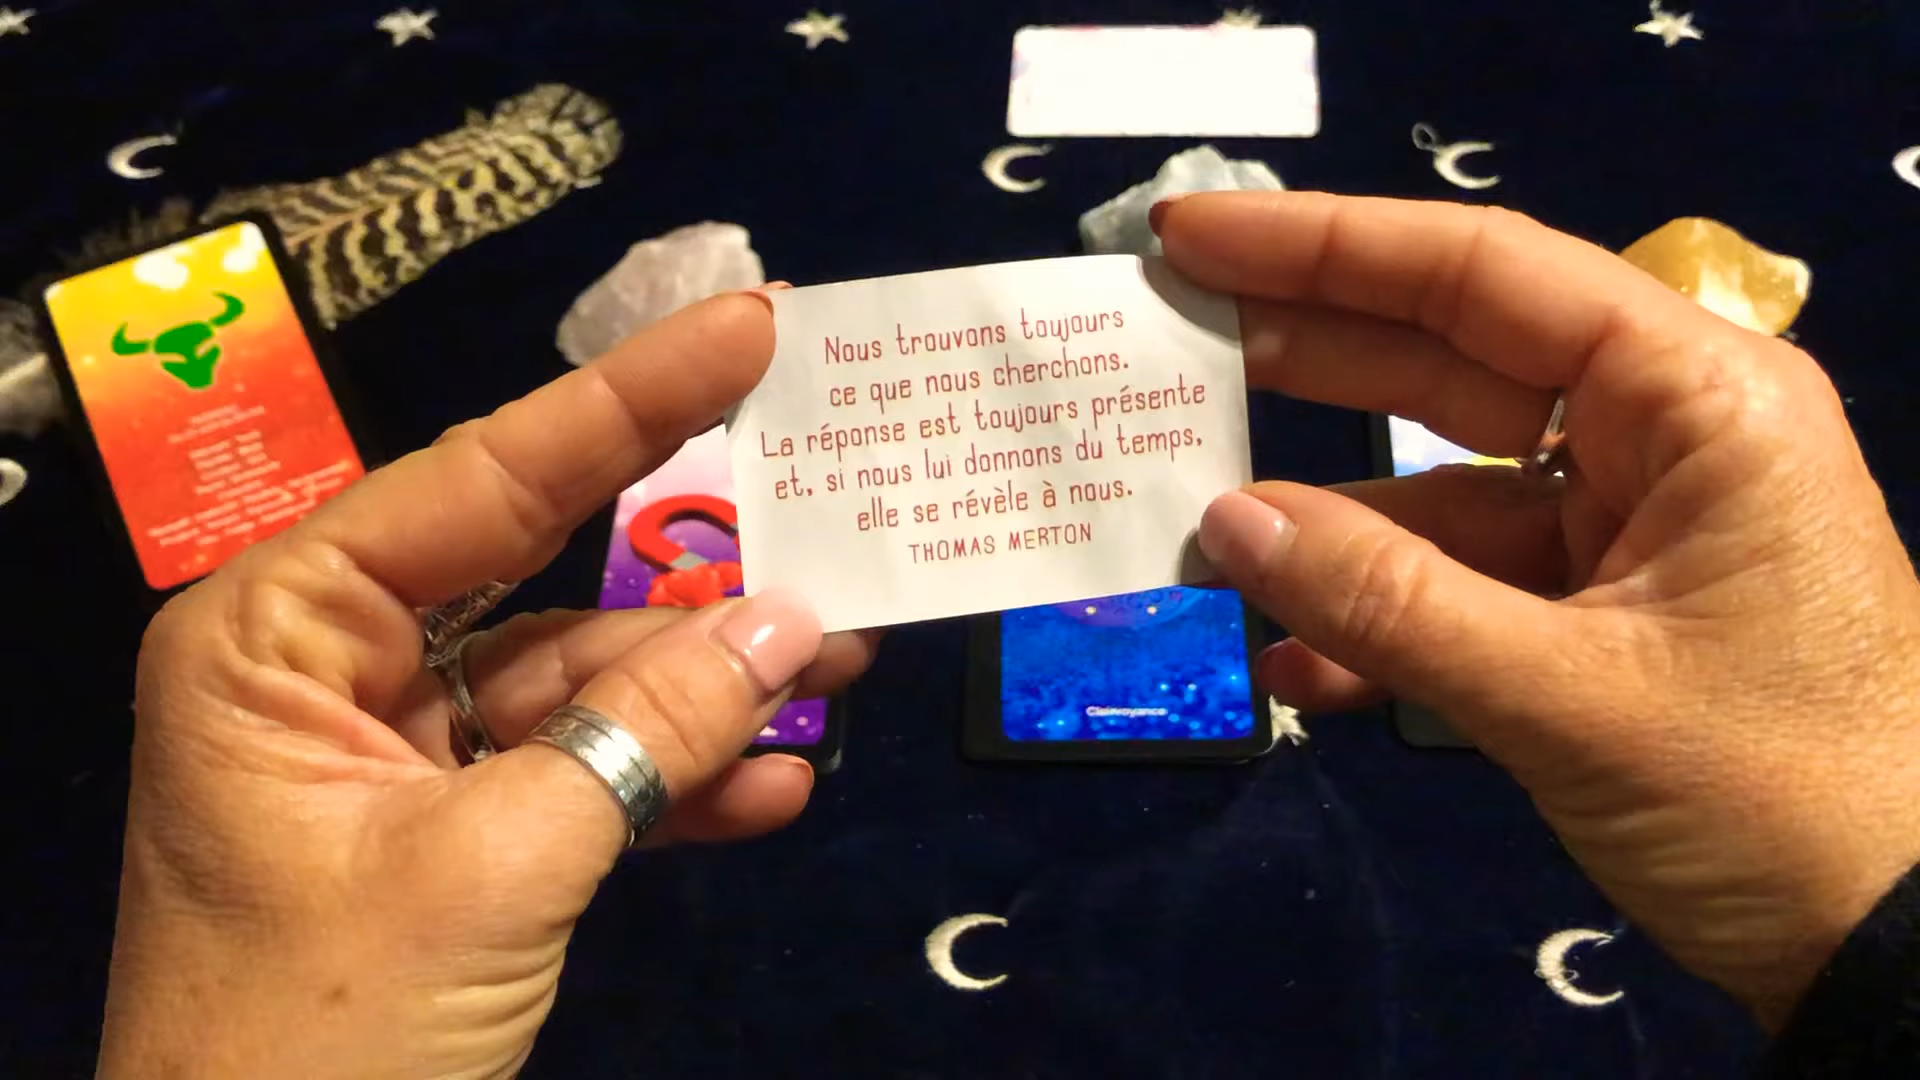 Nous trouvons toujours
ce que nous cherchons.
La réponse est toujours présente
et, si nous lui donnons du temps,
elle se révèle à nous.
THOMAS MERTON
Clairvoyance